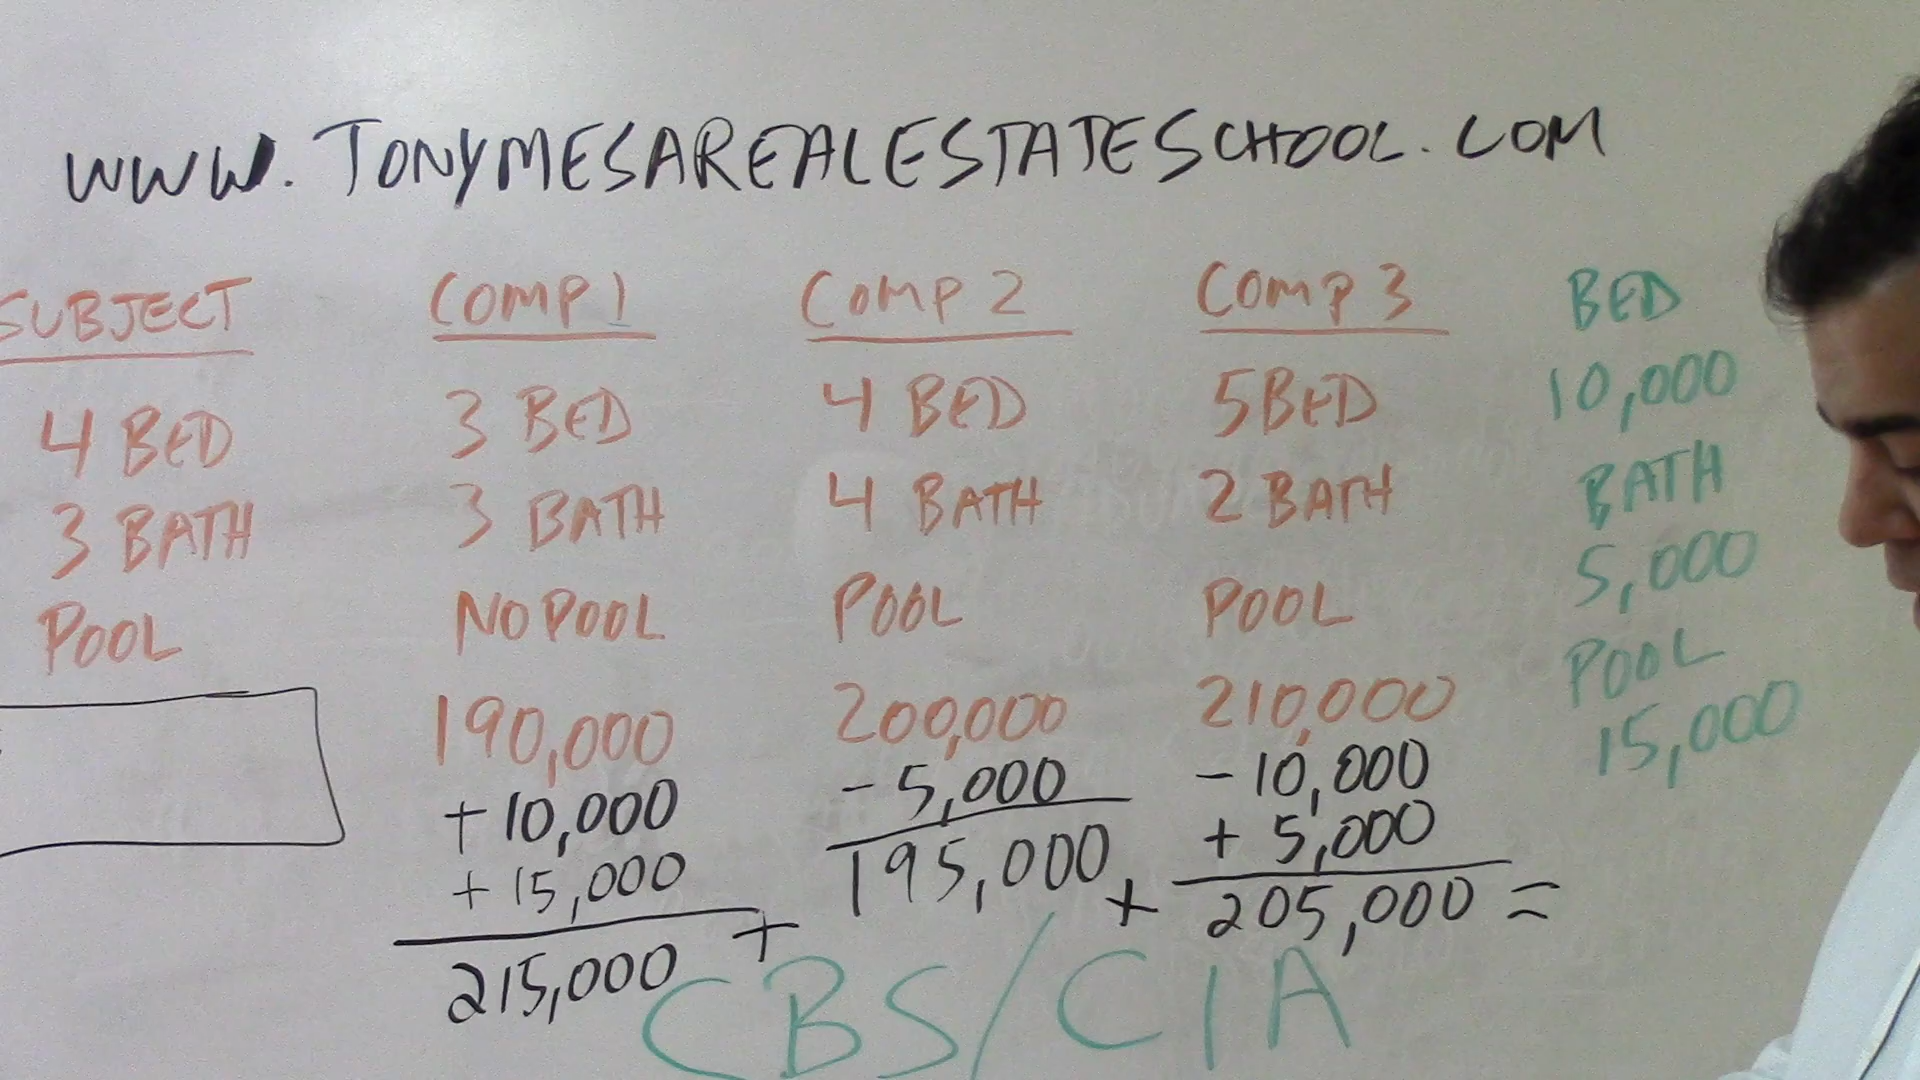 WWW.TONYMESAREALESTATESCHOOL.COM
SUBJECT
4 BED
3 BATH
POOL
COMP 1
3 BED
3 BATH
NO POOL
190,000
+ 10,000
+ 15,000
215,000 +
COMP 2
4 BED
4 BATH
POOL
200,000
- 5,000
195,000 +
COMP 3
5 BED
2 BATH
POOL
210,000
- 10,000
+ 5,000
205,000 =
BED
10,000
BATH
5,000
POOL
15,000
CBS/CIA